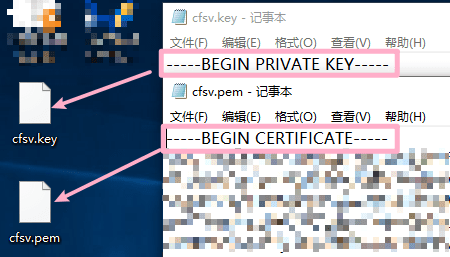 cfsv.key - 记事本
文件(F) 编辑(E) 格式(O) 查看(V) 帮助(H)
-----BEGIN PRIVATE KEY-----
cfsv.pem - 记事本
文件(F) 编辑(E) 格式(O) 查看(V) 帮助(H)
-----BEGIN CERTIFICATE-----
cfsv.key
cfsv.pem